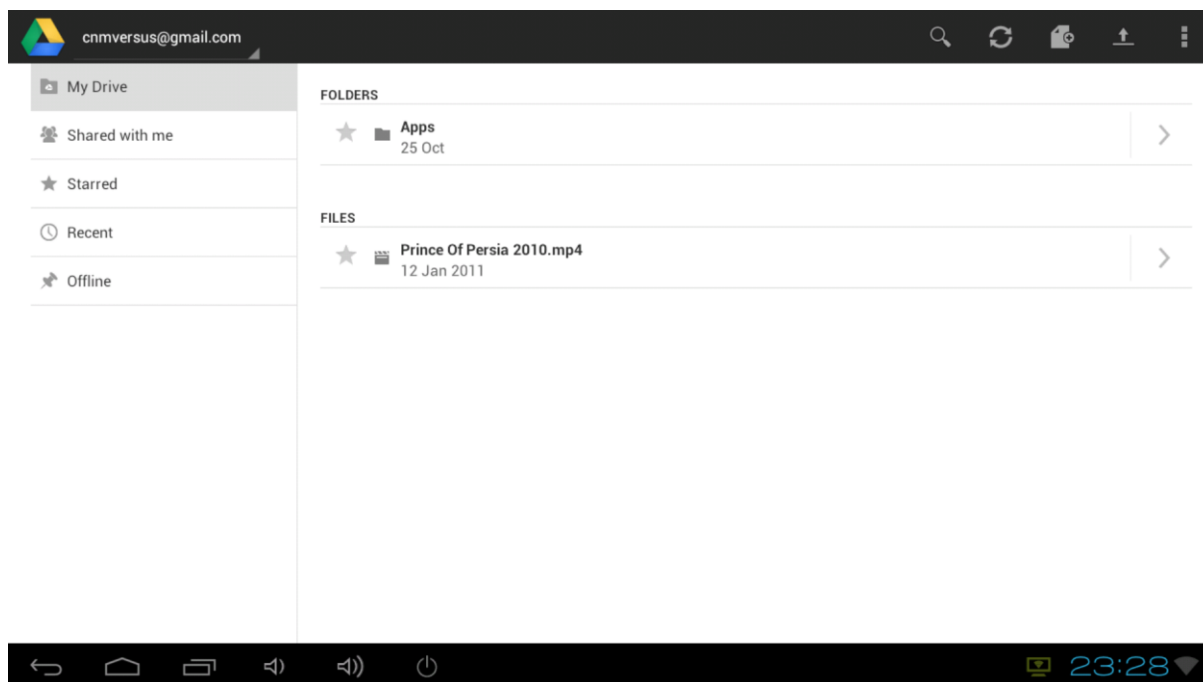 cnmversus@gmail.com
My Drive
Shared with me
Starred
Recent
Offline
FOLDERS
Apps
25 Oct
FILES
Prince Of Persia 2010.mp4
12 Jan 2011
23:28